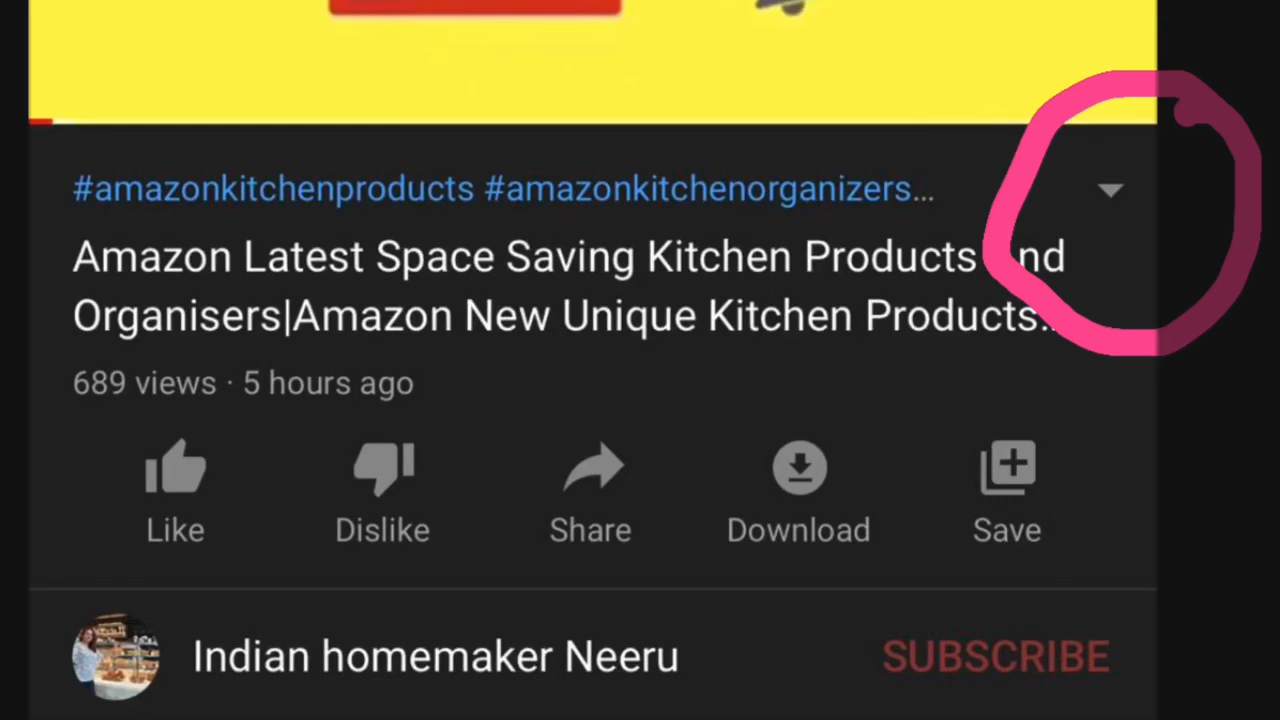 #amazonkitchenproducts #amazonkitchenorganizers...
Amazon Latest Space Saving Kitchen Products nd
Organisers|Amazon New Unique Kitchen Products...
689 views · 5 hours ago
Like Dislike Share Download Save
Indian homemaker Neeru SUBSCRIBE